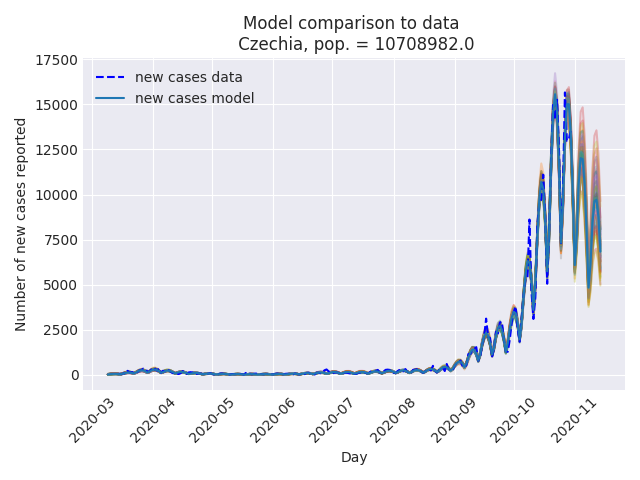 Model comparison to data
Czechia, pop. = 10708982.0
new cases data
new cases model
Number of new cases reported
17500
15000
12500
10000
7500
5000
2500
0
2020-03
2020-04
2020-05
2020-06
2020-07
2020-08
2020-09
2020-10
2020-11
Day